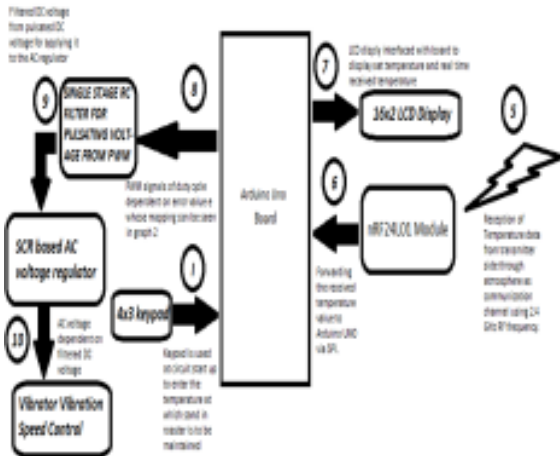 Filtered DC voltage
from pulsated DC
voltage for applying it
to the AC regulator
9
SINGLE STAGE RC
FILTER FOR
PULSATING VOLT-
AGE FROM PWM
8
PWM signals of duty cycle
dependent on error value e
whose mapping can be seen
in graph 2
SCR based AC
voltage regulator
10
AC voltage
dependent on
filtered DC
voltage
Vibrator Vibration
Speed Control
1
4x3 keypad
Keypad is used
on circuit start up
to enter the
temperature at
which sand in
roaster is to be
maintained
Arduino Uno
Board
7
LCD display interfaced with board to
display set temperature and real time
received temperature
16x2 LCD Display
6
nRF24L01 Module
Forwarding
the received
temperature
value to
Arduino UNO
via SPI.
5
Reception of
Temperature data
from transmitter
side through
atmosphere as
communication
channel using 2.4
GHz RF frequency.